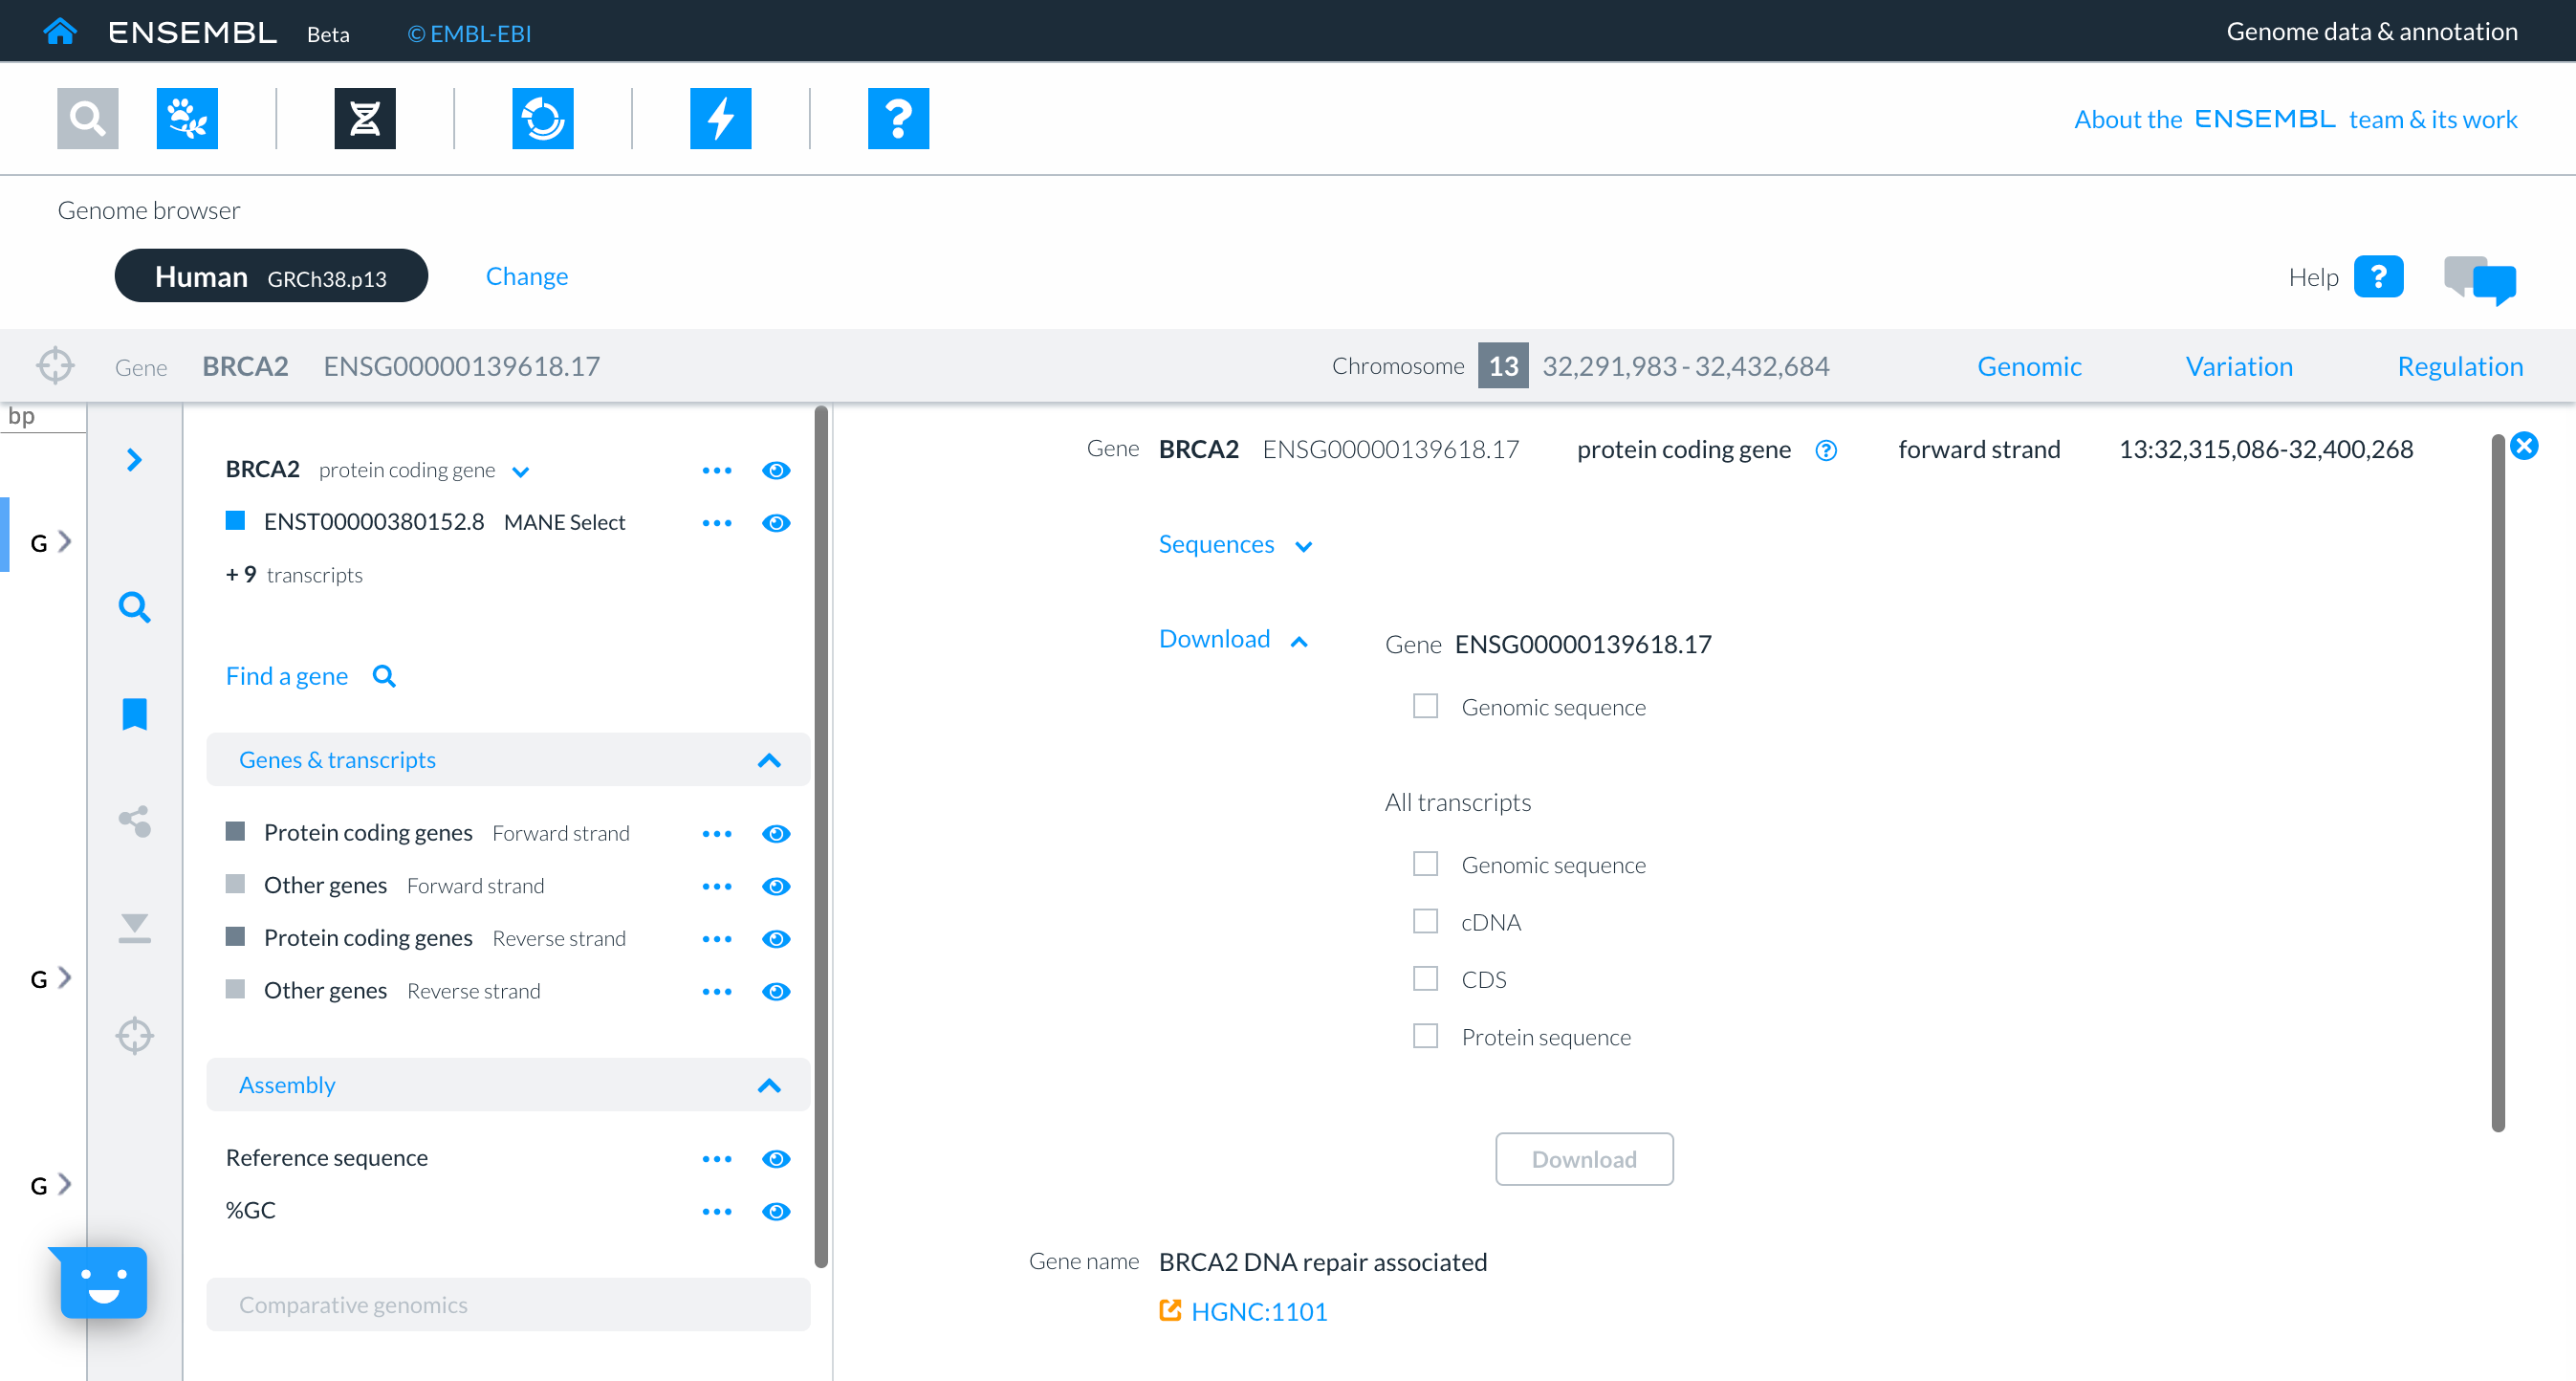 ENSEMBL Beta © EMBL-EBI Genome data & annotation
About the ENSEMBL team & its work
Genome browser
Human GRCh38.p13 Change Help ?
Gene BRCA2 ENSG00000139618.17 Chromosome 13 32,291,983 - 32,432,684 Genomic Variation Regulation
bp
G
G
G
BRCA2 protein coding gene
ENST00000380152.8 MANE Select
+ 9 transcripts
Find a gene
Genes & transcripts
Protein coding genes Forward strand
Other genes Forward strand
Protein coding genes Reverse strand
Other genes Reverse strand
Assembly
Reference sequence
%GC
Comparative genomics
Gene BRCA2 ENSG00000139618.17 protein coding gene ? forward strand 13:32,315,086-32,400,268
Sequences
Download
Gene ENSG00000139618.17
Genomic sequence
All transcripts
Genomic sequence
cDNA
CDS
Protein sequence
Download
Gene name BRCA2 DNA repair associated
HGNC:1101